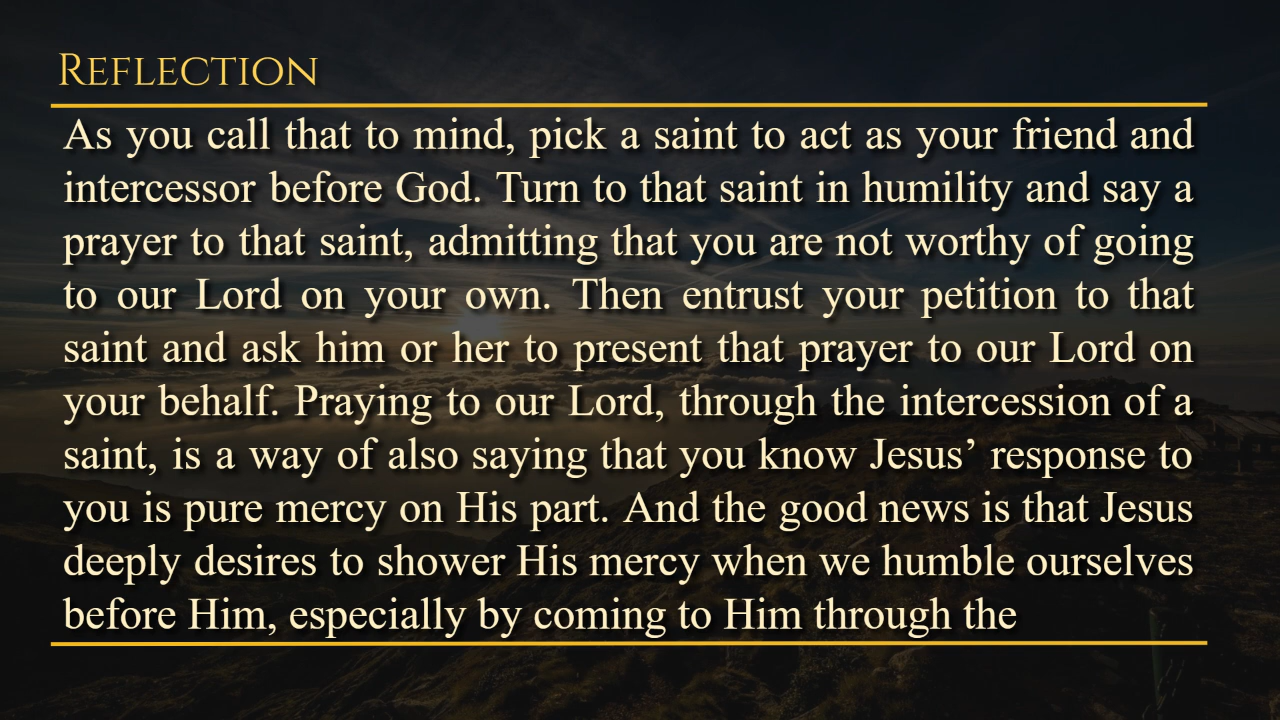 Reflection
As you call that to mind, pick a saint to act as your friend and
intercessor before God. Turn to that saint in humility and say a
prayer to that saint, admitting that you are not worthy of going
to our Lord on your own. Then entrust your petition to that
saint and ask him or her to present that prayer to our Lord on
your behalf. Praying to our Lord, through the intercession of a
saint, is a way of also saying that you know Jesus’ response to
you is pure mercy on His part. And the good news is that Jesus
deeply desires to shower His mercy when we humble ourselves
before Him, especially by coming to Him through the